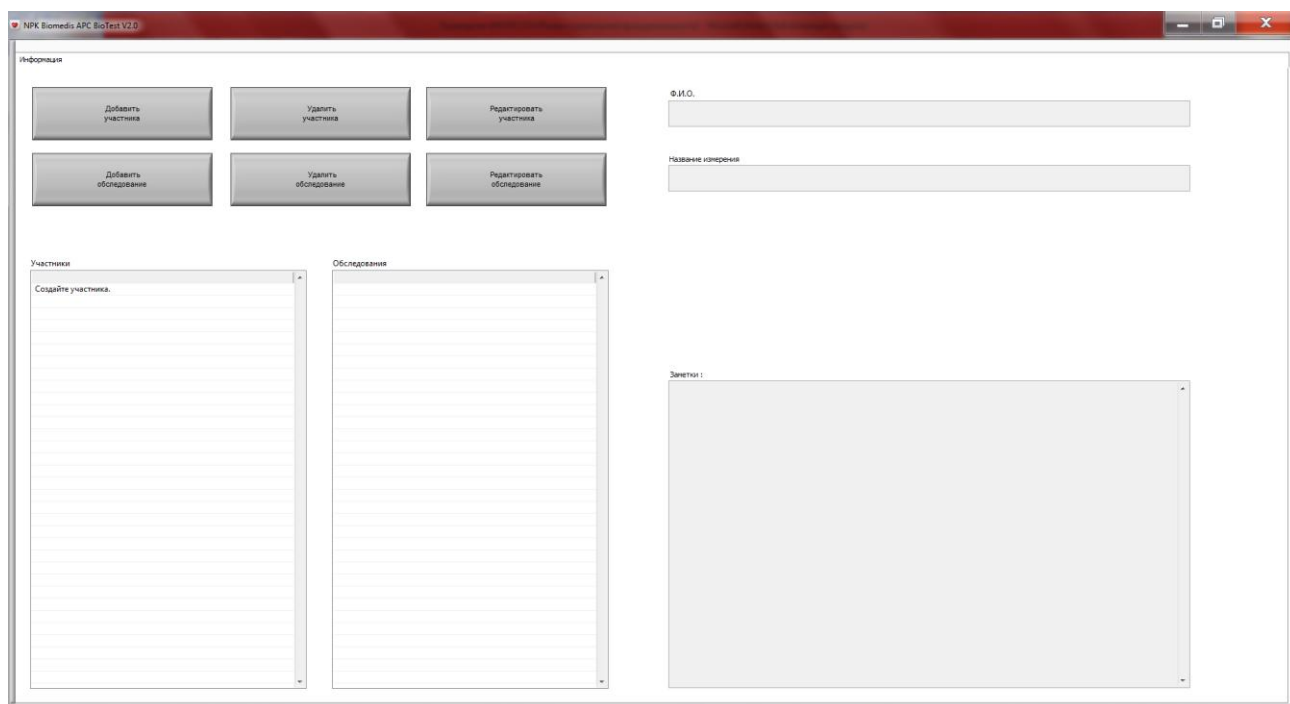 NPK Biomedis APC BioTest V2.0
Информация
Добавить
участника
Удалить
участника
Редактировать
участника
Добавить
обследование
Удалить
обследование
Редактировать
обследование
Ф.И.О.
Название измерения
Участники
Создайте участника.
Обследования
Заметки :